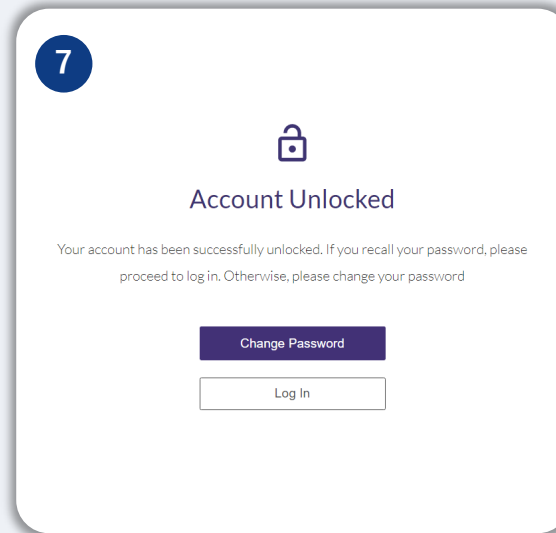 7
Account Unlocked
Your account has been successfully unlocked. If you recall your password, please
proceed to log in. Otherwise, please change your password
Change Password
Log In